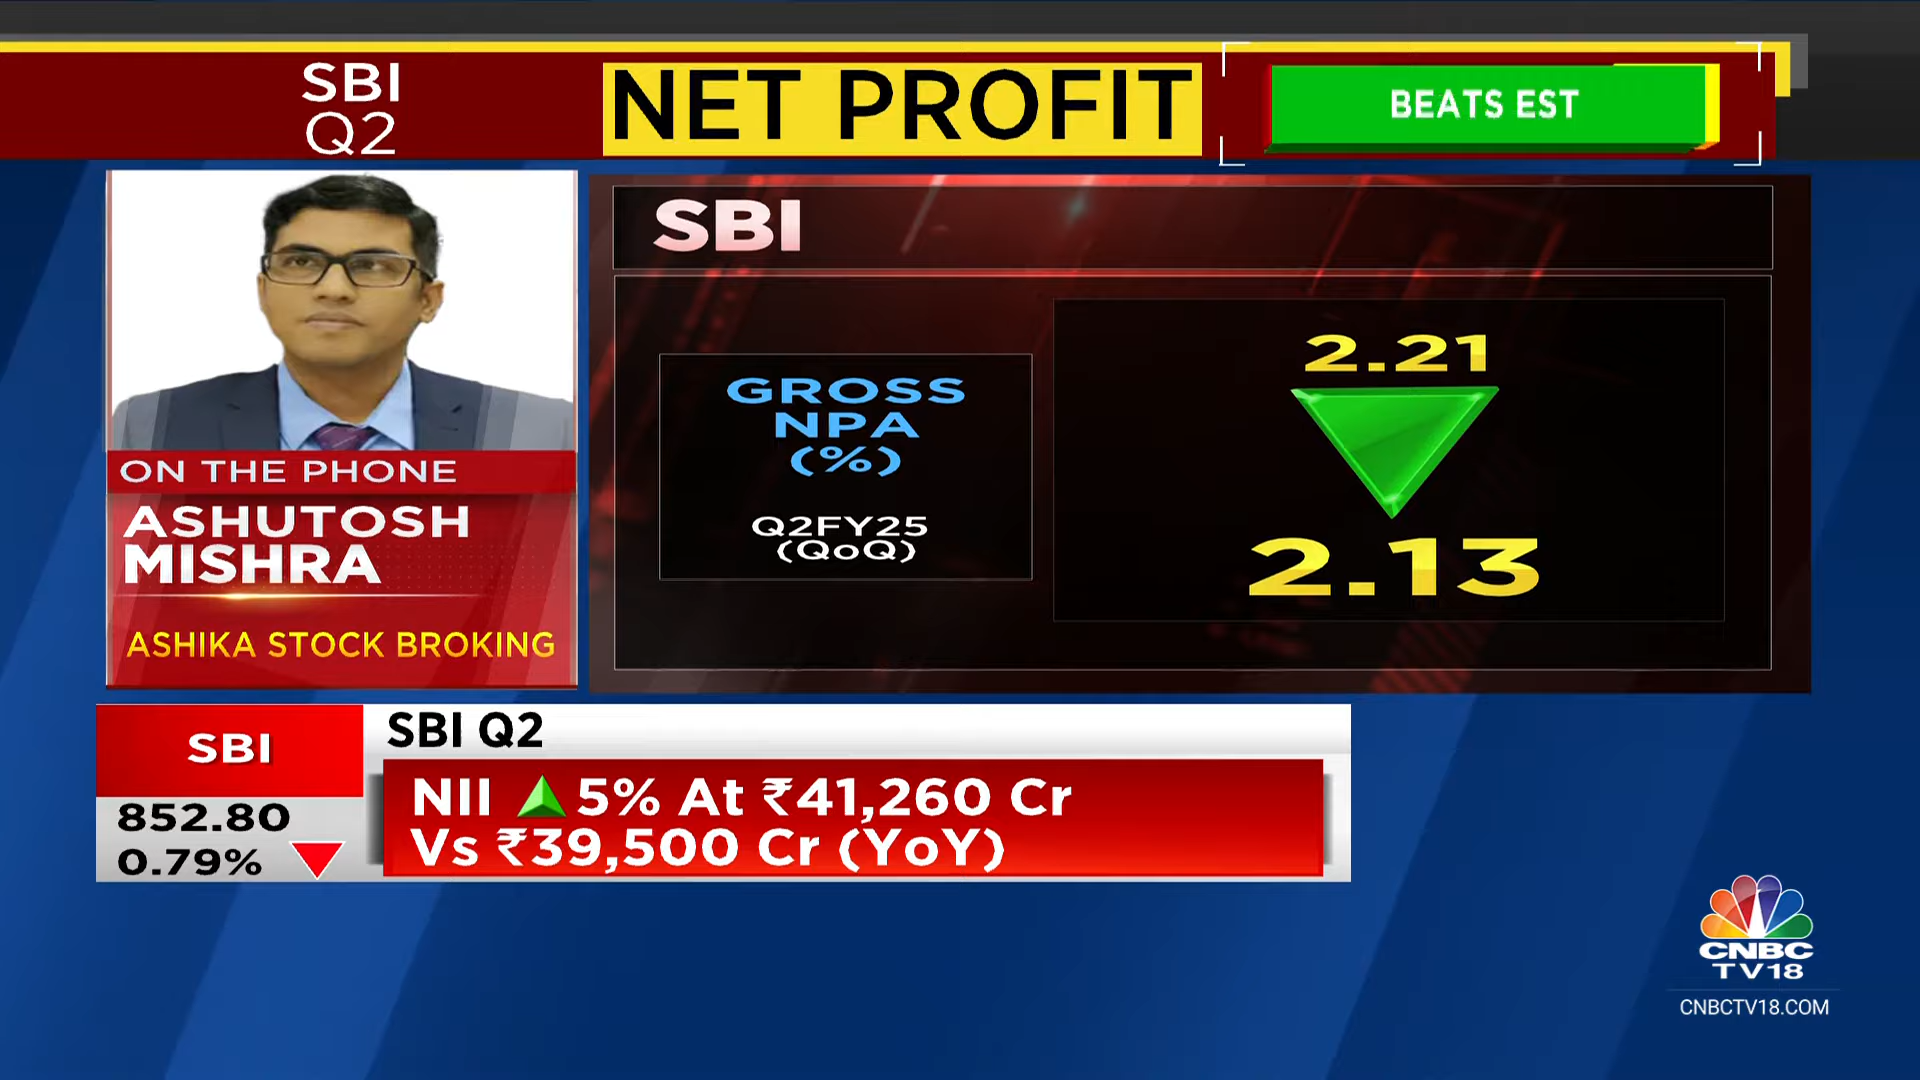 SBI
Q2
NET PROFIT
BEATS EST
ON THE PHONE
ASHUTOSH
MISHRA
ASHIKA STOCK BROKING
SBI
GROSS
NPA
(%)
Q2FY25
(QoQ)
2.21
2.13
SBI
852.80
0.79%
SBI Q2
NII 5% At ₹41,260 Cr
Vs ₹39,500 Cr (YoY)
CNBC
TV18
CNBCTV18.COM